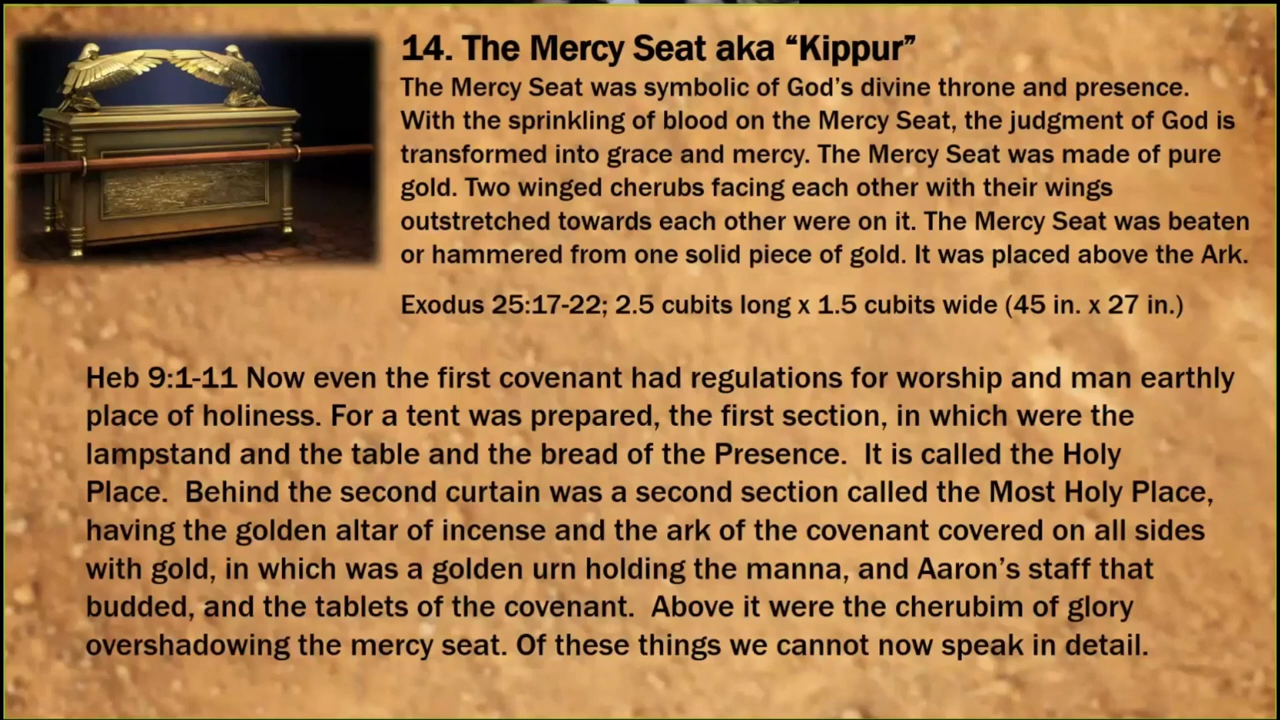 14. The Mercy Seat aka “Kippur”
The Mercy Seat was symbolic of God’s divine throne and presence.
With the sprinkling of blood on the Mercy Seat, the judgment of God is
transformed into grace and mercy. The Mercy Seat was made of pure
gold. Two winged cherubs facing each other with their wings
outstretched towards each other were on it. The Mercy Seat was beaten
or hammered from one solid piece of gold. It was placed above the Ark.
Exodus 25:17-22; 2.5 cubits long x 1.5 cubits wide (45 in. x 27 in.)
Heb 9:1-11 Now even the first covenant had regulations for worship and man earthly
place of holiness. For a tent was prepared, the first section, in which were the
lampstand and the table and the bread of the Presence. It is called the Holy
Place. Behind the second curtain was a second section called the Most Holy Place,
having the golden altar of incense and the ark of the covenant covered on all sides
with gold, in which was a golden urn holding the manna, and Aaron’s staff that
budded, and the tablets of the covenant. Above it were the cherubim of glory
overshadowing the mercy seat. Of these things we cannot now speak in detail.